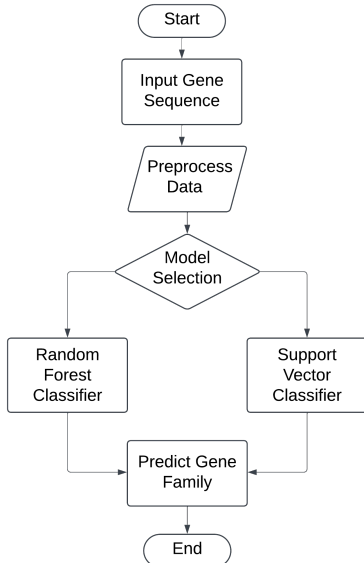 Start
Input Gene
Sequence
Preprocess
Data
Model
Selection
Random
Forest
Classifier
Support
Vector
Classifier
Predict Gene
Family
End